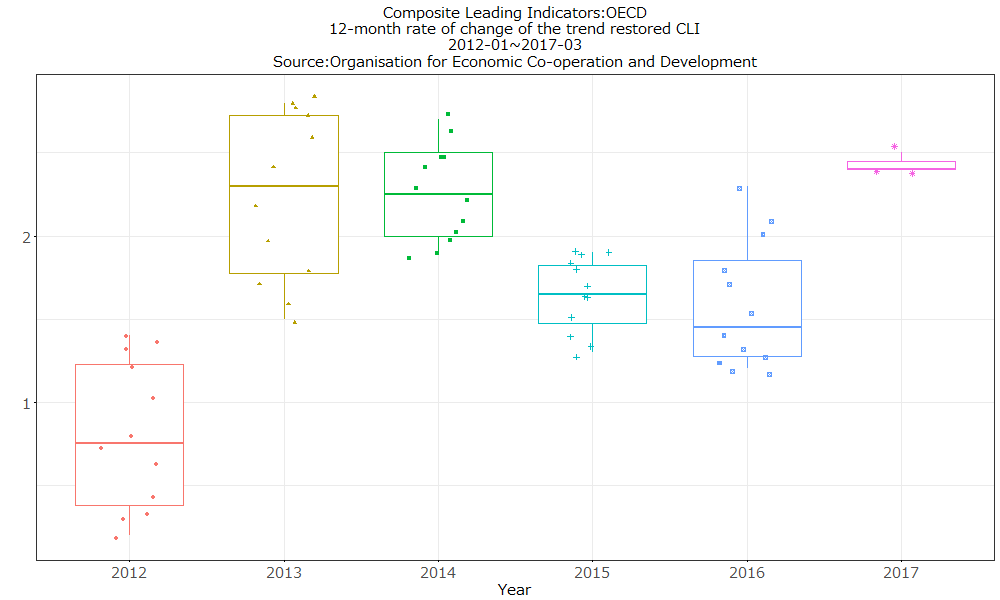 Composite Leading Indicators:OECD
12-month rate of change of the trend restored CLI
2012-01~2017-03
Source:Organisation for Economic Co-operation and Development
2
1
2012 2013 2014 2015 2016 2017
Year